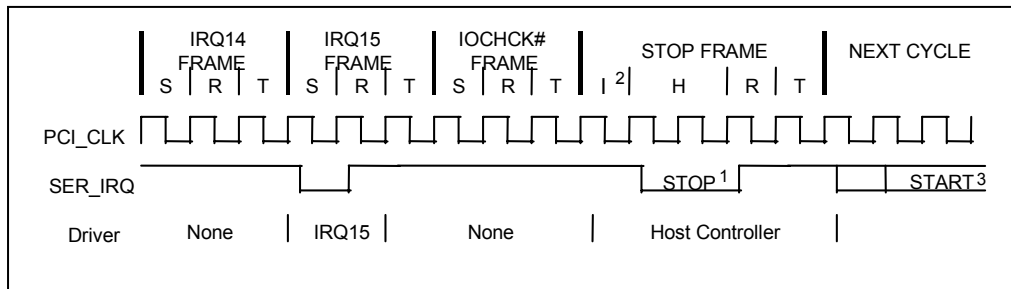 IRQ14 FRAME
IRQ15 FRAME
IOCHCK# FRAME
STOP FRAME
NEXT CYCLE
S R T S R T S R T I 2 H R T
PCI_CLK
SER_IRQ
STOP 1
START 3
Driver None IRQ15 None Host Controller